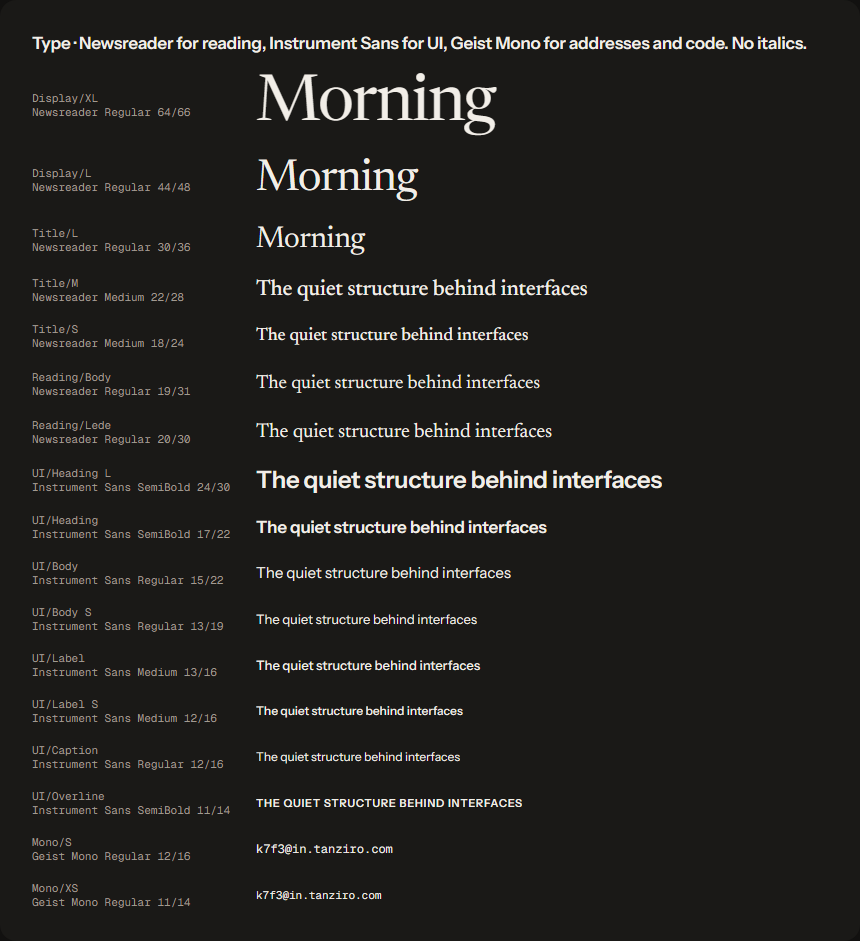 Type · Newsreader for reading, Instrument Sans for UI, Geist Mono for addresses and code. No italics.
Display/XL
Newsreader Regular 64/66
Morning
Display/L
Newsreader Regular 44/48
Morning
Title/L
Newsreader Regular 30/36
Morning
Title/M
Newsreader Medium 22/28
The quiet structure behind interfaces
Title/S
Newsreader Medium 18/24
The quiet structure behind interfaces
Reading/Body
Newsreader Regular 19/31
The quiet structure behind interfaces
Reading/Lede
Newsreader Regular 20/30
The quiet structure behind interfaces
UI/Heading L
Instrument Sans SemiBold 24/30
The quiet structure behind interfaces
UI/Heading
Instrument Sans SemiBold 17/22
The quiet structure behind interfaces
UI/Body
Instrument Sans Regular 15/22
The quiet structure behind interfaces
UI/Body S
Instrument Sans Regular 13/19
The quiet structure behind interfaces
UI/Label
Instrument Sans Medium 13/16
The quiet structure behind interfaces
UI/Label S
Instrument Sans Medium 12/16
The quiet structure behind interfaces
UI/Caption
Instrument Sans Regular 12/16
The quiet structure behind interfaces
UI/Overline
Instrument Sans SemiBold 11/14
THE QUIET STRUCTURE BEHIND INTERFACES
Mono/S
Geist Mono Regular 12/16
k7f3@in.tanziro.com
Mono/XS
Geist Mono Regular 11/14
k7f3@in.tanziro.com